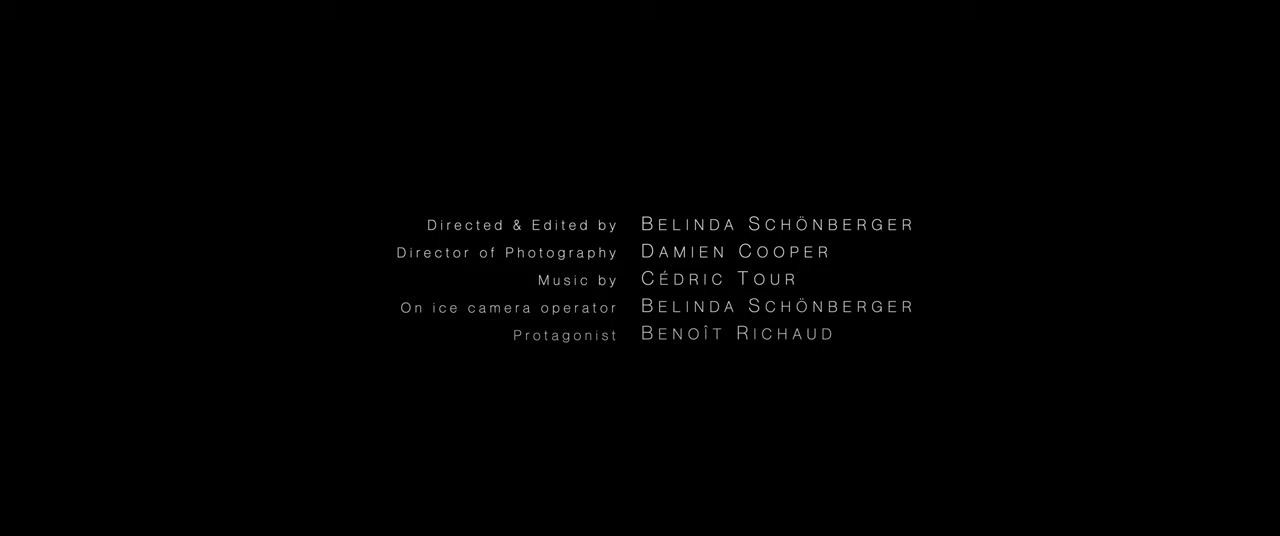 Directed & Edited by BELINDA SCHÖNBERGER
Director of Photography DAMIEN COOPER
Music by CÉDRIC TOUR
On ice camera operator BELINDA SCHÖNBERGER
Protagonist BENOÎT RICHAUD